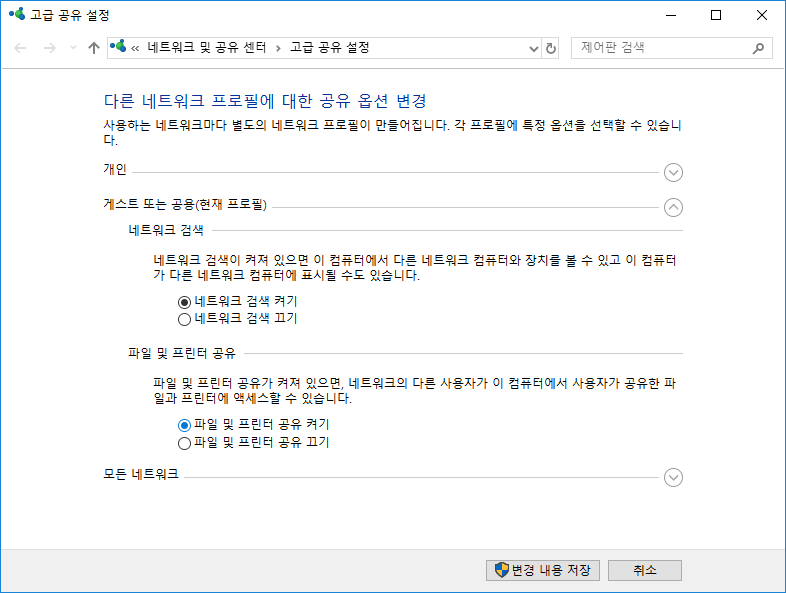 고급 공유 설정
« 네트워크 및 공유 센터 › 고급 공유 설정
제어판 검색
다른 네트워크 프로필에 대한 공유 옵션 변경
사용하는 네트워크마다 별도의 네트워크 프로필이 만들어집니다. 각 프로필에 특정 옵션을 선택할 수 있습니
다.
개인
게스트 또는 공용(현재 프로필)
네트워크 검색
네트워크 검색이 켜져 있으면 이 컴퓨터에서 다른 네트워크 컴퓨터와 장치를 볼 수 있고 이 컴퓨터
가 다른 네트워크 컴퓨터에 표시될 수도 있습니다.
네트워크 검색 켜기
네트워크 검색 끄기
파일 및 프린터 공유
파일 및 프린터 공유가 켜져 있으면, 네트워크의 다른 사용자가 이 컴퓨터에서 사용자가 공유한 파
일과 프린터에 액세스할 수 있습니다.
파일 및 프린터 공유 켜기
파일 및 프린터 공유 끄기
모든 네트워크
변경 내용 저장
취소